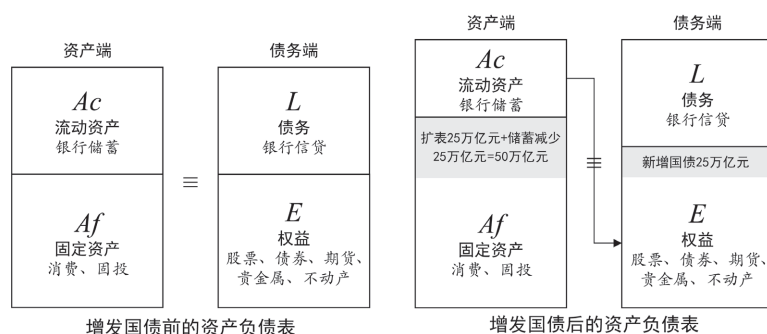 资产端
债务端
Ac
流动资产
银行储蓄
L
债务
银行信贷
≡
Af
固定资产
消费、固投
E
权益
股票、债券、期货、
贵金属、不动产
增发国债前的资产负债表
资产端
债务端
Ac
流动资产
银行储蓄
扩表25万亿元+储蓄减少
25万亿元=50万亿元
L
债务
银行信贷
≡
新增国债25万亿元
Af
固定资产
消费、固投
E
权益
股票、债券、期货、
贵金属、不动产
增发国债后的资产负债表